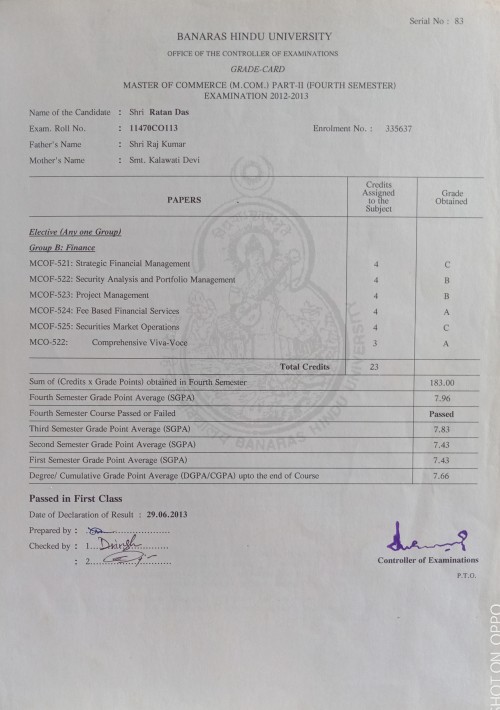 Serial No : 83
BANARAS HINDU UNIVERSITY
OFFICE OF THE CONTROLLER OF EXAMINATIONS
GRADE-CARD
MASTER OF COMMERCE (M.COM.) PART-II (FOURTH SEMESTER)
EXAMINATION 2012-2013
Name of the Candidate : Shri Ratan Das
Exam. Roll No. : 11470CO113 Enrolment No. : 335637
Father's Name : Shri Raj Kumar
Mother's Name : Smt. Kalawati Devi
PAPERS Credits Assigned to the Subject Grade Obtained
Elective (Any one Group)
Group B: Finance
MCOF-521: Strategic Financial Management 4 C
MCOF-522: Security Analysis and Portfolio Management 4 B
MCOF-523: Project Management 4 B
MCOF-524: Fee Based Financial Services 4 A
MCOF-525: Securities Market Operations 4 C
MCO-522: Comprehensive Viva-Voce 3 A
Total Credits 23
Sum of (Credits x Grade Points) obtained in Fourth Semester 183.00
Fourth Semester Grade Point Average (SGPA) 7.96
Fourth Semester Course Passed or Failed Passed
Third Semester Grade Point Average (SGPA) 7.83
Second Semester Grade Point Average (SGPA) 7.43
First Semester Grade Point Average (SGPA) 7.43
Degree/ Cumulative Grade Point Average (DGPA/CGPA) upto the end of Course 7.66
BANARAS HINDU UNIVERSITY
Passed in First Class
Date of Declaration of Result : 29.06.2013
Prepared by :
Checked by : 1.
: 2.
Controller of Examinations
P.T.O.
SHOT ON OPPO